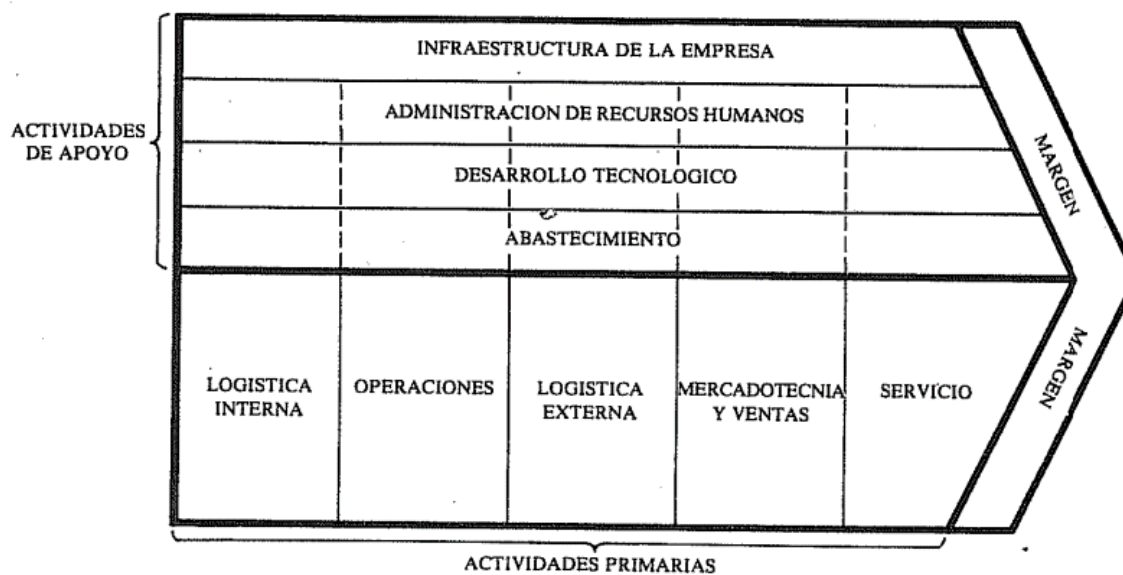 INFRAESTRUCTURA DE LA EMPRESA
ADMINISTRACION DE RECURSOS HUMANOS
ACTIVIDADES
DE APOYO
DESARROLLO TECNOLOGICO
ABASTECIMIENTO
MARGEN
LOGISTICA
INTERNA
OPERACIONES
LOGISTICA
EXTERNA
MERCADOTECNIA
Y VENTAS
SERVICIO
MARGEN
ACTIVIDADES PRIMARIAS